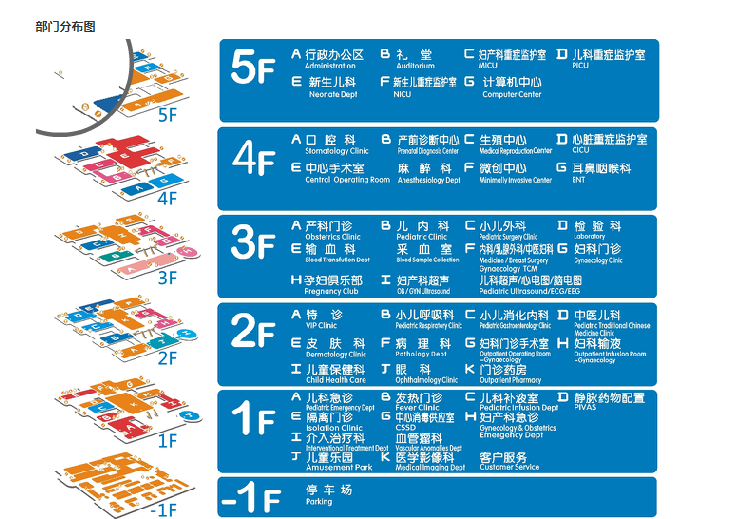 部门分布图
5F
A 行政办公区 B 礼 堂 C 妇产科重症监护室 D 儿科重症监护室
Administration Auditorium MICU PICU
E 新生儿科 F 新生儿重症监护室 G 计算机中心
Neorate Dept NICU Computer Center
5F
4F
A 口 腔 科 B 产前诊断中心 C 生殖中心 D 心脏重症监护室
Stomatology Clinic Prenatal Diagnosis Center Medical Reproduction Center CICU
E 中心手术室 麻 醉 科 F 微创中心 G 耳鼻咽喉科
Central Operating Room Anesthesiology Dept Minimally Invasive Center ENT
4F
3F
A 产科门诊 B 儿 内 科 C 小儿外科 D 检 验 科
Obstetrics Clinic Pediatric Clinic Pediatric Surgery Clinic Laboratory
E 输 血 科 采 血 室 F 内科/乳腺外科/中医妇科 G 妇科门诊
Blood Transfution Dept Blood Sample Collection Medicine / Breast Surgery Gynaecology Clinic
Gynaecology TCM
H 孕妇俱乐部 I 妇产科超声 儿科超声/心电图/脑电图
Fregnency Club OB / GYN Ultrasound Pediatric Ultrasound/ECG/EEG
3F
2F
A 特 诊 B 小儿呼吸科 C 小儿消化内科 D 中医儿科
VIP Clinic Pediatric Respiratory Clinic Pediatric Gastroenterology Clinic Pediatric Traditional Chinese
Medicine Clinic
E 皮 肤 科 F 病 理 科 G 妇科门诊手术室 H 妇科输液
Dermatology Clinic Pathology Dept Outpatient Operating Room Outpatient Infusion Room
-Gynaecology -Gynaecology
I 儿童保健科 J 眼 科 K 门诊药房
Child Health Care Ophthalnology Clinic Outpatient Pharmacy
2F
1F
A 儿科急诊 B 发热门诊 C 儿科补液室 D 静脉药物配置
Pediatric Emergency Dept Fever Clinic Pedictric Infusion Dept PIVAS
E 隔离门诊 G 中心消毒供应室 H 妇产科急诊
Isolation Clinic CSSD Gynecology & Obstetrics
Emergency Dept
I 介入治疗科 血管瘤科
Interventional Treatment Dept Vascular Anomalies Dept
J 儿童乐园 K 医学影像科 客户服务
Amusement Park Medical Imaging Dept Customer Service
1F
-1F
停 车 场
Parking
-1F